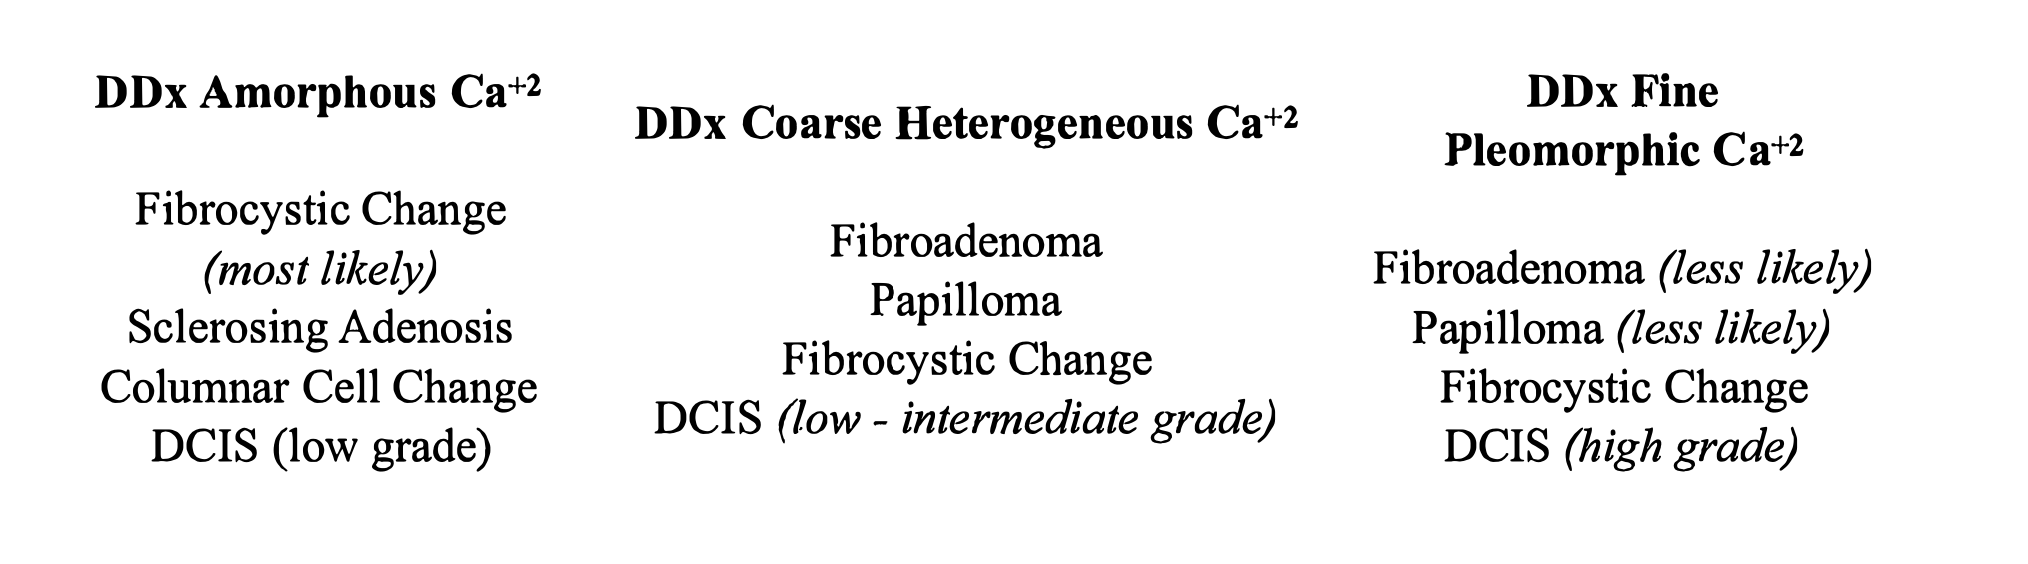 DDx Amorphous Ca+2
Fibrocystic Change
(most likely)
Sclerosing Adenosis
Columnar Cell Change
DCIS (low grade)
DDx Coarse Heterogeneous Ca+2
Fibroadenoma
Papilloma
Fibrocystic Change
DCIS (low - intermediate grade)
DDx Fine
Pleomorphic Ca+2
Fibroadenoma (less likely)
Papilloma (less likely)
Fibrocystic Change
DCIS (high grade)